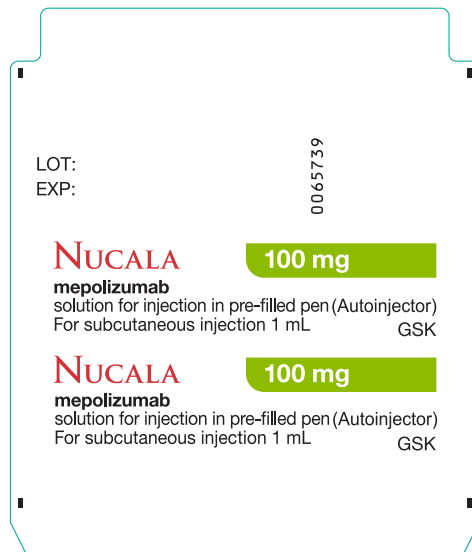 LOT:
EXP:
0065739
NUCALA
100 mg
mepolizumab
solution for injection in pre-filled pen (Autoinjector)
For subcutaneous injection 1 mL
GSK
NUCALA
100 mg
mepolizumab
solution for injection in pre-filled pen (Autoinjector)
For subcutaneous injection 1 mL
GSK